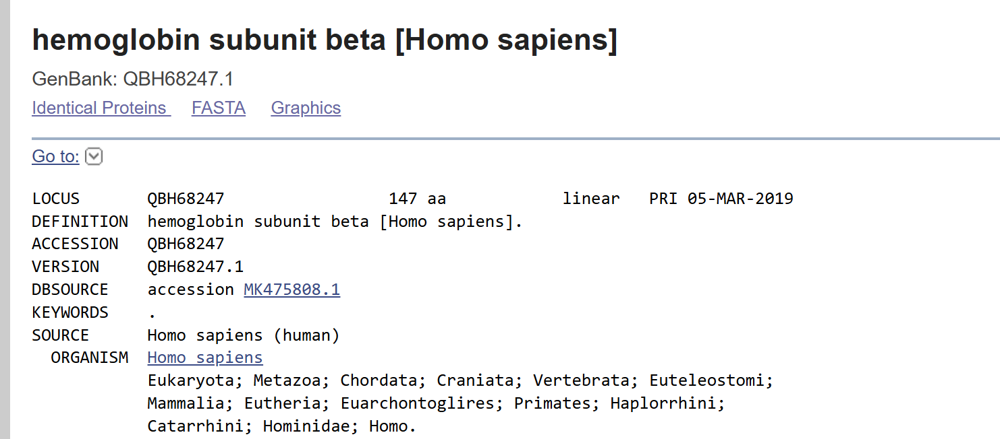 hemoglobin subunit beta [Homo sapiens]
GenBank: QBH68247.1
Identical Proteins FASTA Graphics
Go to:
LOCUS QBH68247 147 aa linear PRI 05-MAR-2019
DEFINITION hemoglobin subunit beta [Homo sapiens].
ACCESSION QBH68247
VERSION QBH68247.1
DBSOURCE accession MK475808.1
KEYWORDS .
SOURCE Homo sapiens (human)
ORGANISM Homo sapiens
Eukaryota; Metazoa; Chordata; Craniata; Vertebrata; Euteleostomi;
Mammalia; Eutheria; Euarchontoglires; Primates; Haplorrhini;
Catarrhini; Hominidae; Homo.